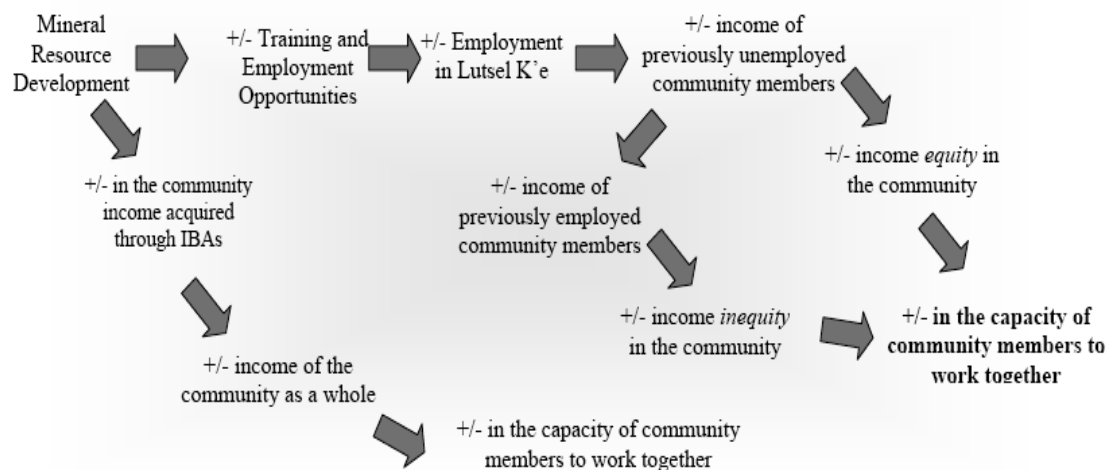 Mineral
Resource
Development
+/- Training and
Employment
Opportunities
+/- Employment
in Lutsel K’e
+/- income of
previously unemployed
community members
+/- in the community
income acquired
through IBAs
+/- income of
previously employed
community members
+/- income equity in
the community
+/- income of the
community as a whole
+/- income inequity
in the community
+/- in the capacity of
community members to
work together
+/- in the capacity of community
members to work together